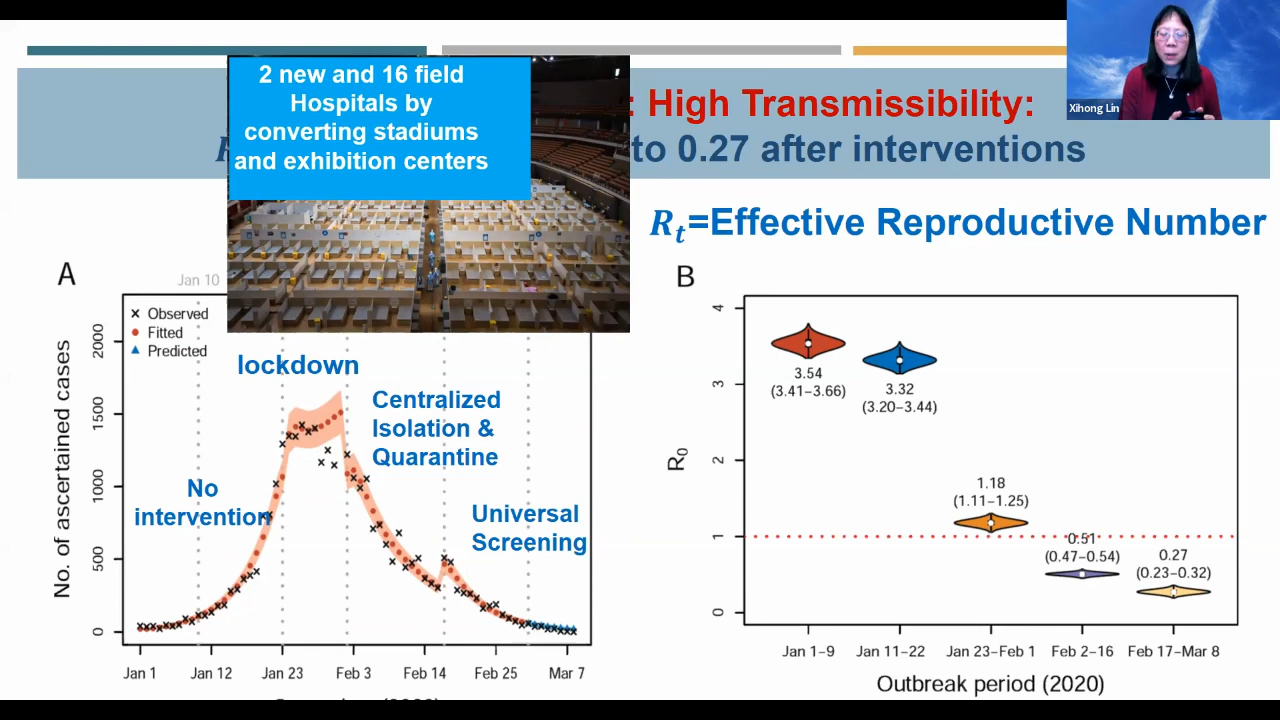 2 new and 16 field
Hospitals by
converting stadiums
and exhibition centers
: High Transmissibility:
to 0.27 after interventions
Xihong Lin
Rt=Effective Reproductive Number
A
Jan 10
Observed
Fitted
Predicted
lockdown
Centralized
Isolation &
Quarantine
No
intervention
Universal
Screening
No. of ascertained cases
2000
1500
1000
500
0
Jan 1
Jan 12
Jan 23
Feb 3
Feb 14
Feb 25
Mar 7
B
R0
4
3
2
1
0
3.54
(3.41–3.66)
3.32
(3.20–3.44)
1.18
(1.11–1.25)
0.51
(0.47–0.54)
0.27
(0.23–0.32)
Jan 1–9
Jan 11–22
Jan 23–Feb 1
Feb 2–16
Feb 17–Mar 8
Outbreak period (2020)